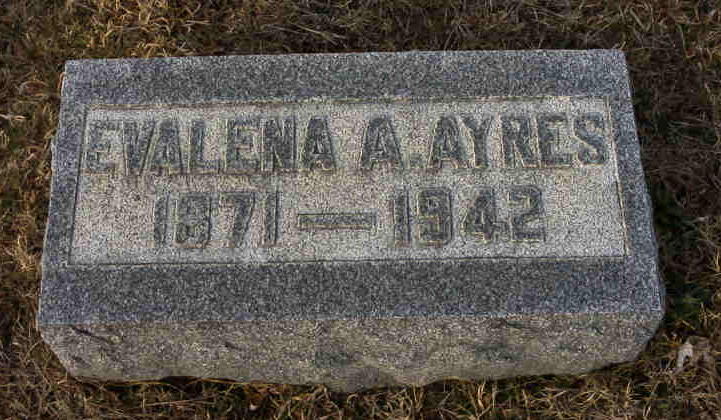 EVALENA A. AYRES
1871 — 1942